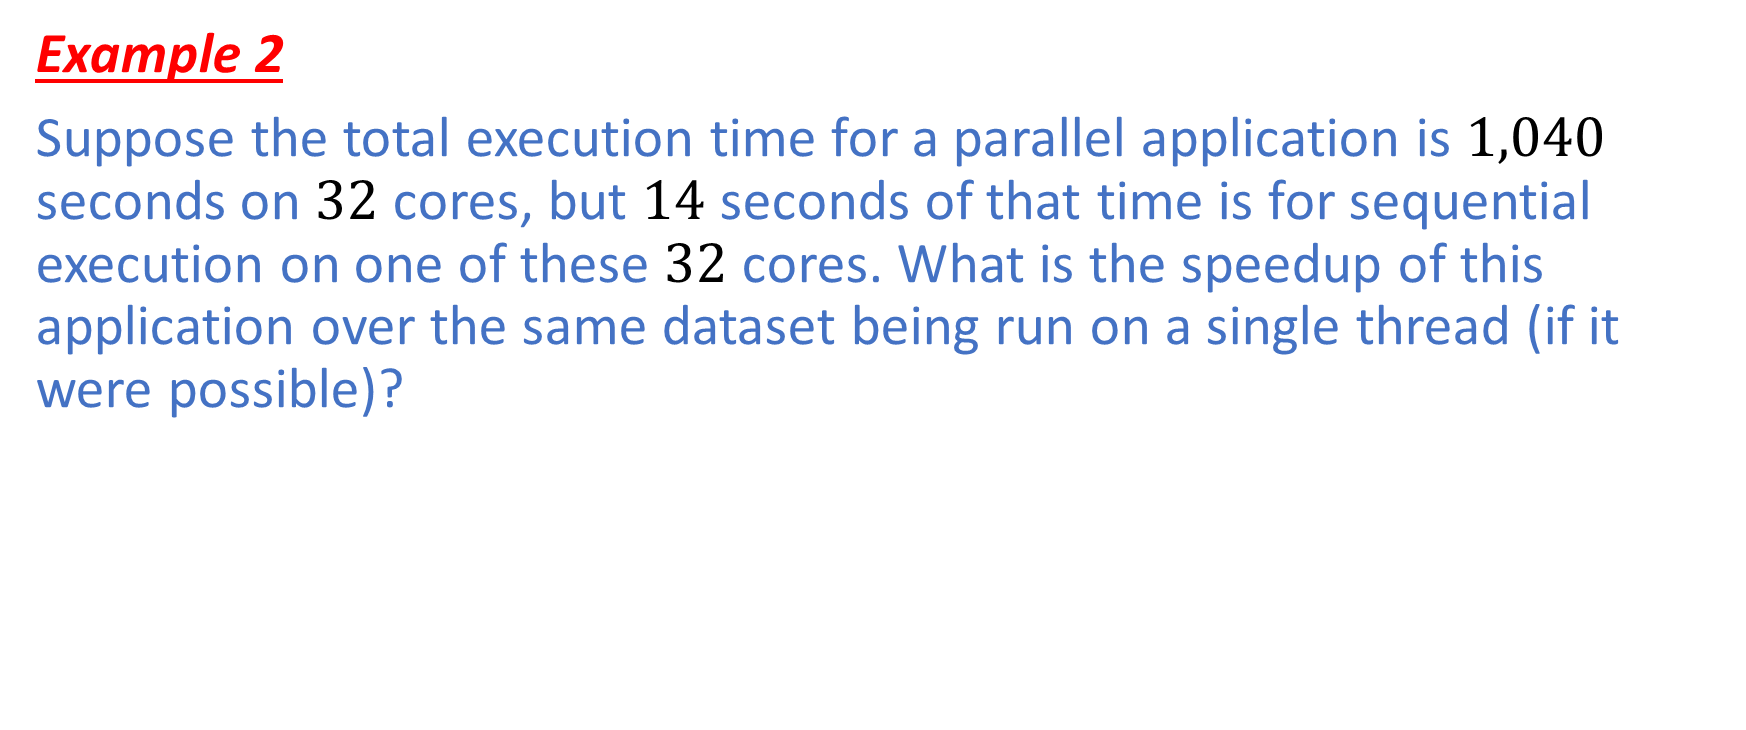 Example 2
Suppose the total execution time for a parallel application is 1,040
seconds on 32 cores, but 14 seconds of that time is for sequential
execution on one of these 32 cores. What is the speedup of this
application over the same dataset being run on a single thread (if it
were possible)?